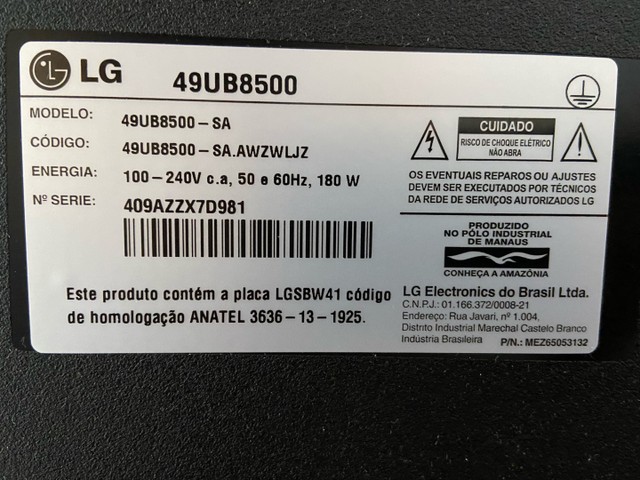 LG 49UB8500
MODELO: 49UB8500-SA
CÓDIGO: 49UB8500-SA.AWZWLJZ
ENERGIA: 100-240V c.a, 50 e 60Hz, 180 W
Nº SERIE: 409AZZX7D981
Este produto contém a placa LGSBW41 código
de homologação ANATEL 3636-13-1925.
CUIDADO
RISCO DE CHOQUE ELÉTRICO
NÃO ABRA
OS EVENTUAIS REPAROS OU AJUSTES
DEVEM SER EXECUTADOS POR TÉCNICOS
DA REDE DE SERVIÇOS AUTORIZADOS LG
PRODUZIDO
NO PÓLO INDUSTRIAL
DE MANAUS
CONHEÇA A AMAZÔNIA
LG Electronics do Brasil Ltda.
C.N.P.J.: 01.166.372/0008-21
Endereço: Rua Javari, nº 1.004,
Distrito Industrial Marechal Castelo Branco
Indústria Brasileira P/N.: MEZ65053132